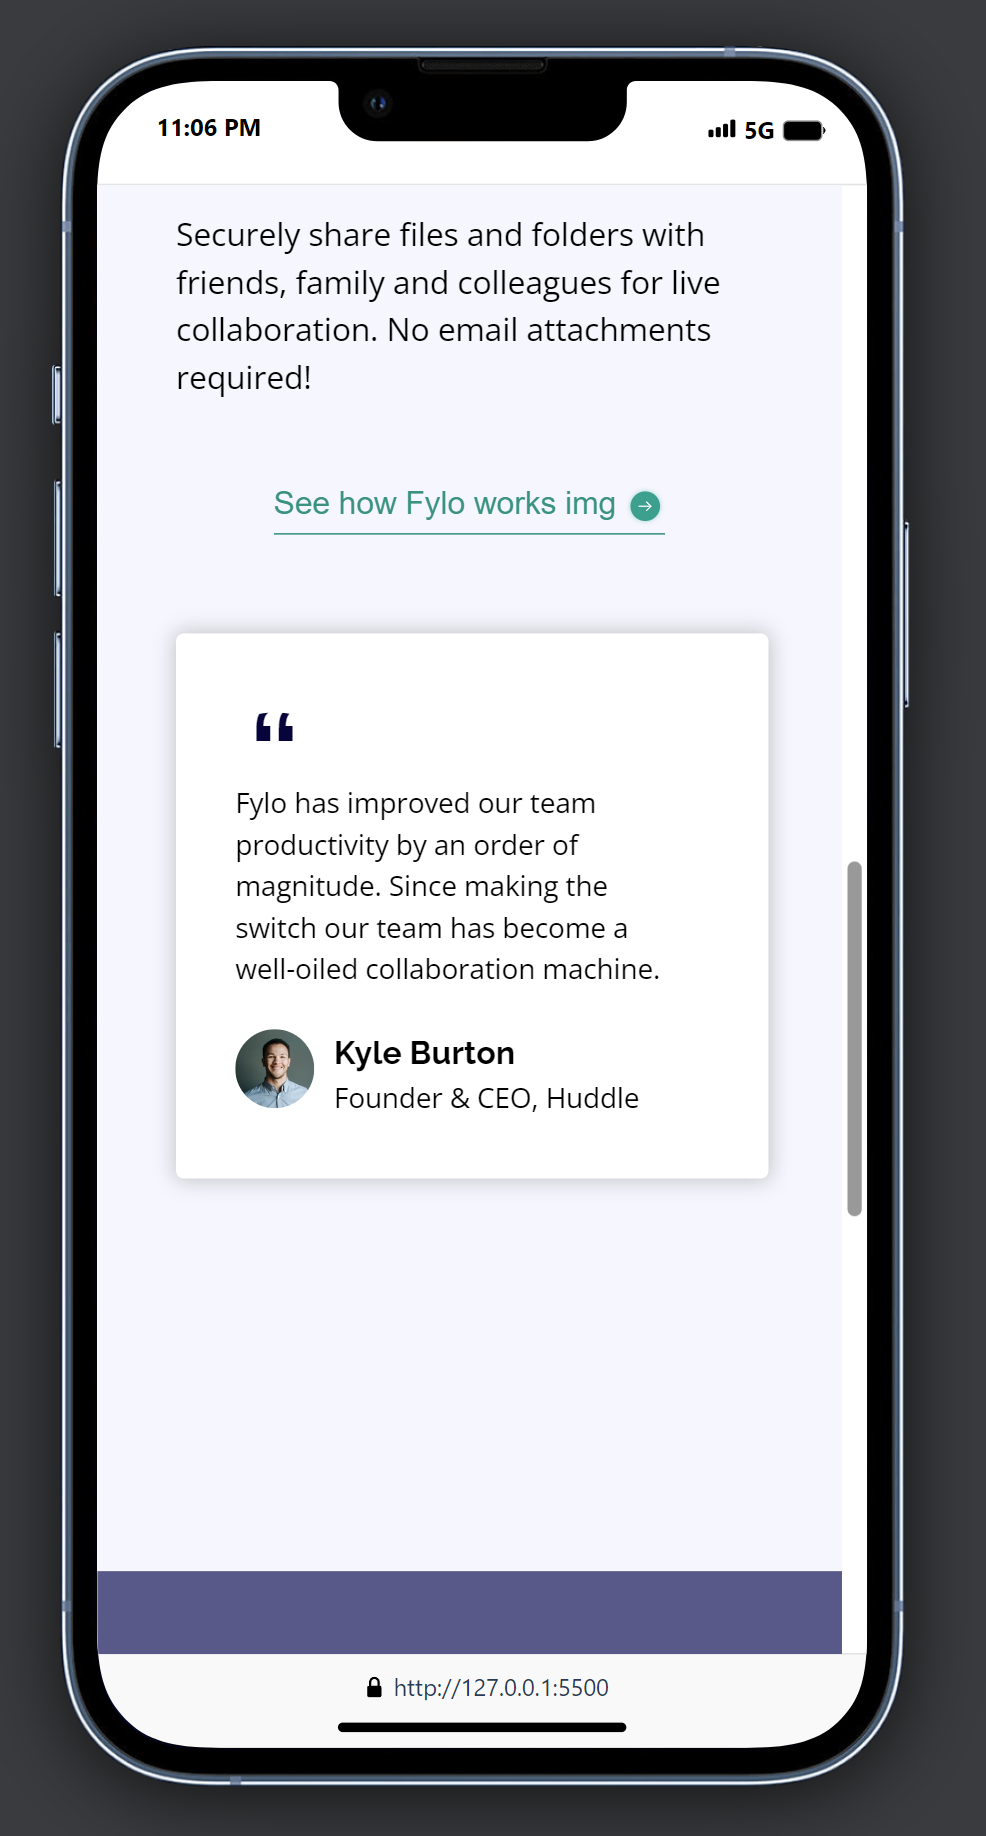 11:06 PM
5G
Securely share files and folders with
friends, family and colleagues for live
collaboration. No email attachments
required!
See how Fylo works img
“
Fylo has improved our team
productivity by an order of
magnitude. Since making the
switch our team has become a
well-oiled collaboration machine.
Kyle Burton
Founder & CEO, Huddle
http://127.0.0.1:5500